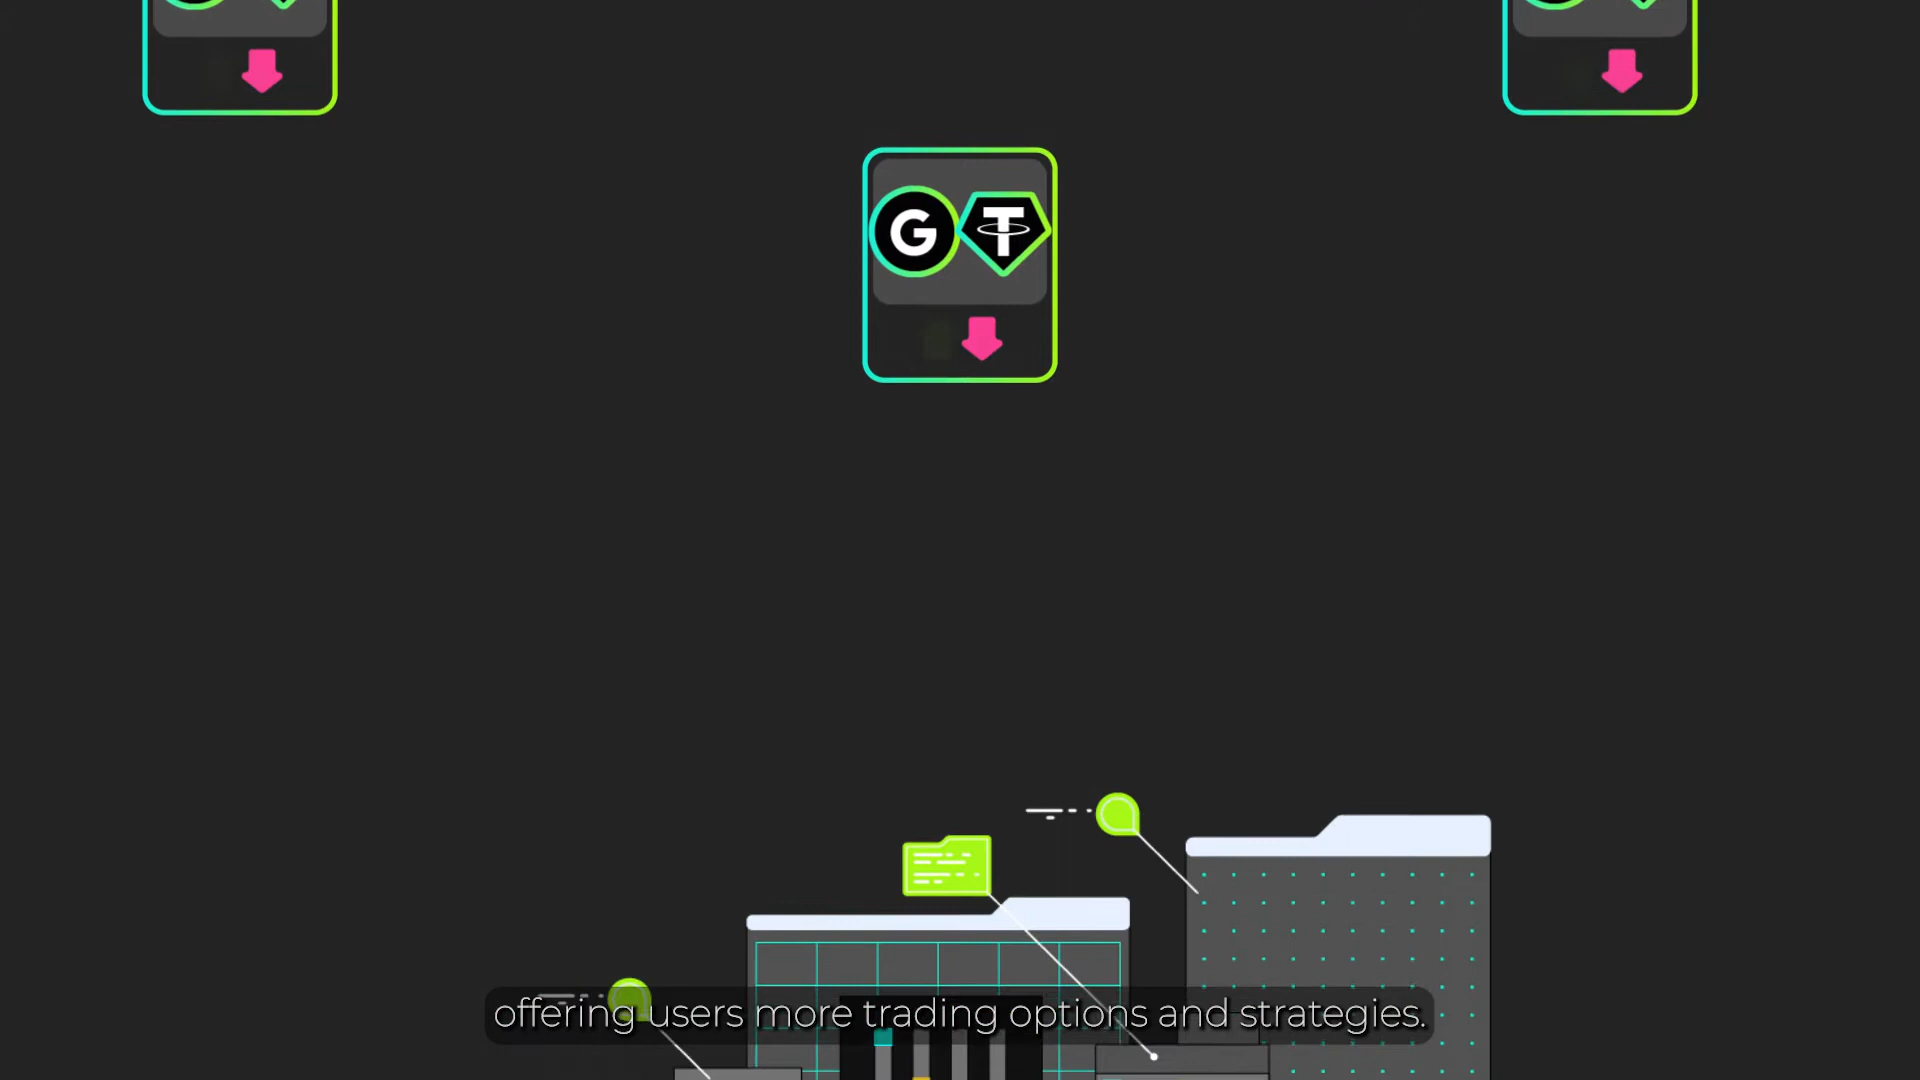 G T
offering users more trading options and strategies.